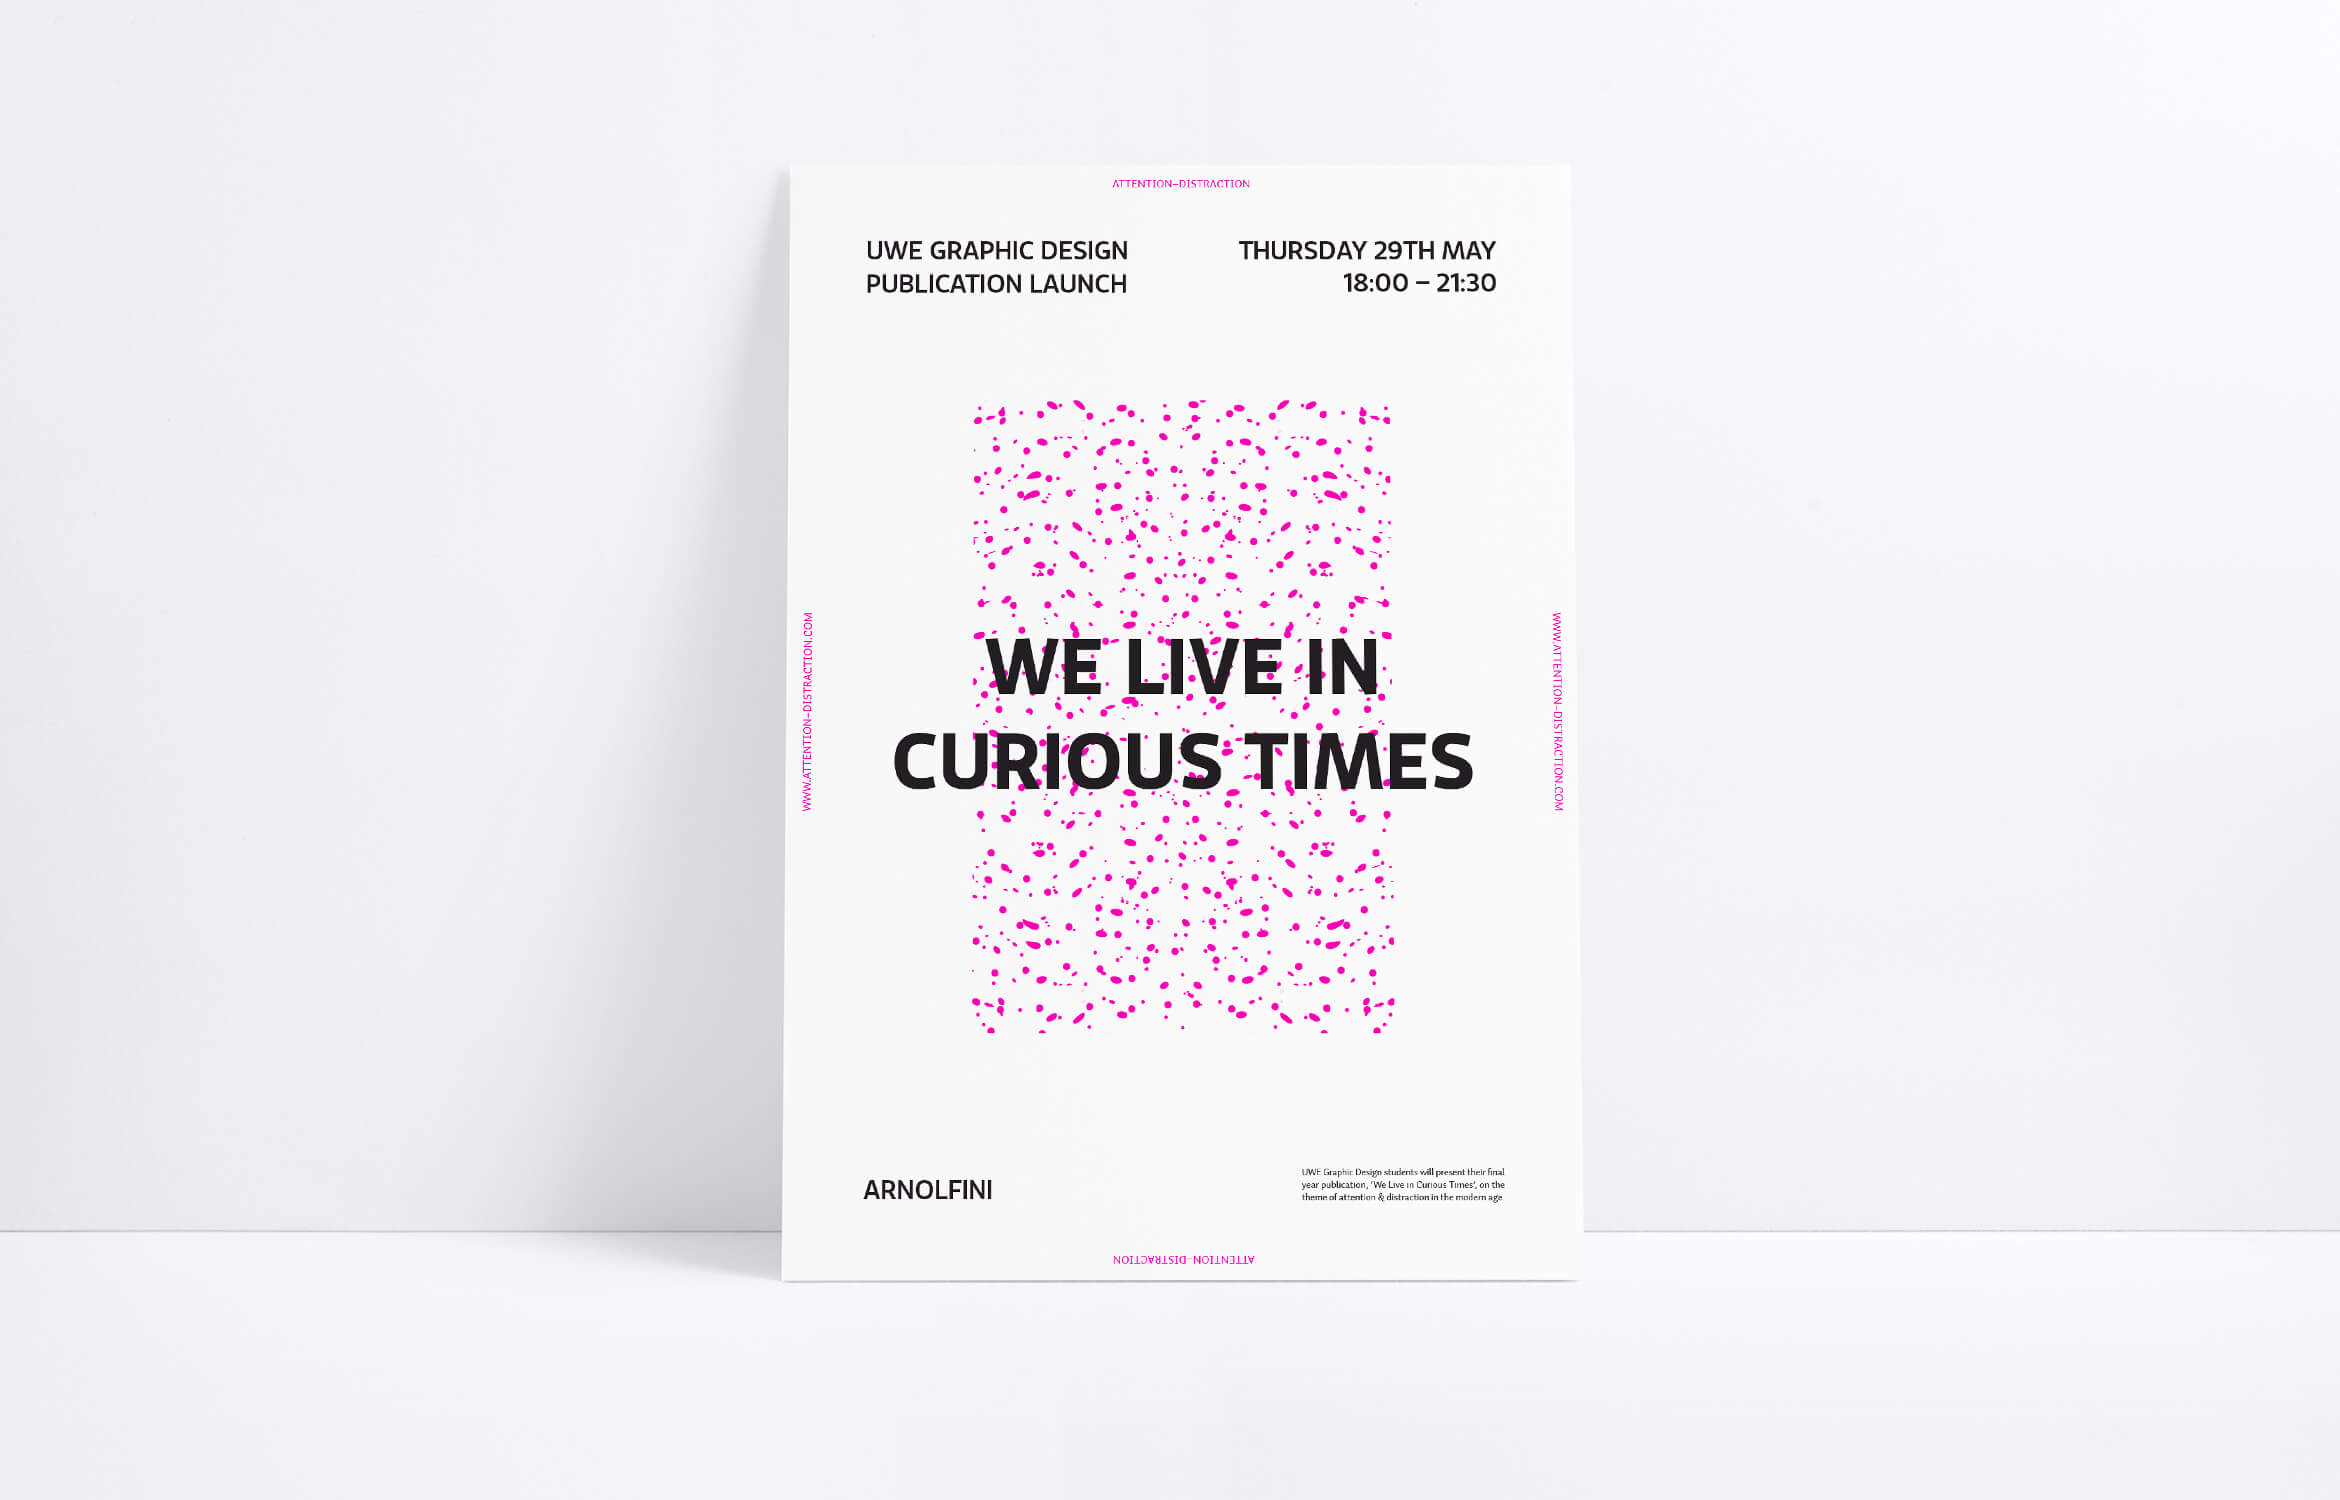 ATTENTION–DISTRACTION
UWE GRAPHIC DESIGN
PUBLICATION LAUNCH
THURSDAY 29TH MAY
18:00 – 21:30
WWW.ATTENTION–DISTRACTION.COM
WE LIVE IN
CURIOUS TIMES
WWW.ATTENTION–DISTRACTION.COM
ARNOLFINI
UWE Graphic Design students will present their final
year publication, ‘We Live in Curious Times’, on the
theme of attention & distraction in the modern age.
ATTENTION–DISTRACTION